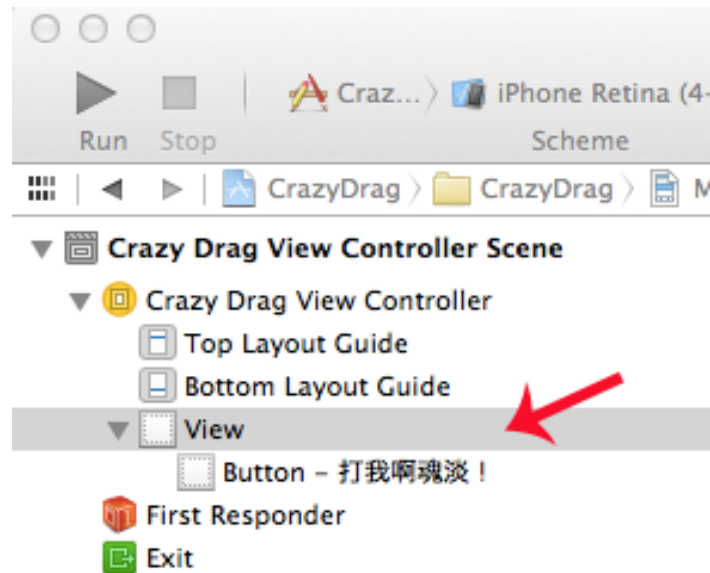 Craz... iPhone Retina (4-
Run Stop Scheme
CrazyDrag CrazyDrag M
Crazy Drag View Controller Scene
Crazy Drag View Controller
Top Layout Guide
Bottom Layout Guide
View
Button – 打我啊魂淡！
First Responder
Exit